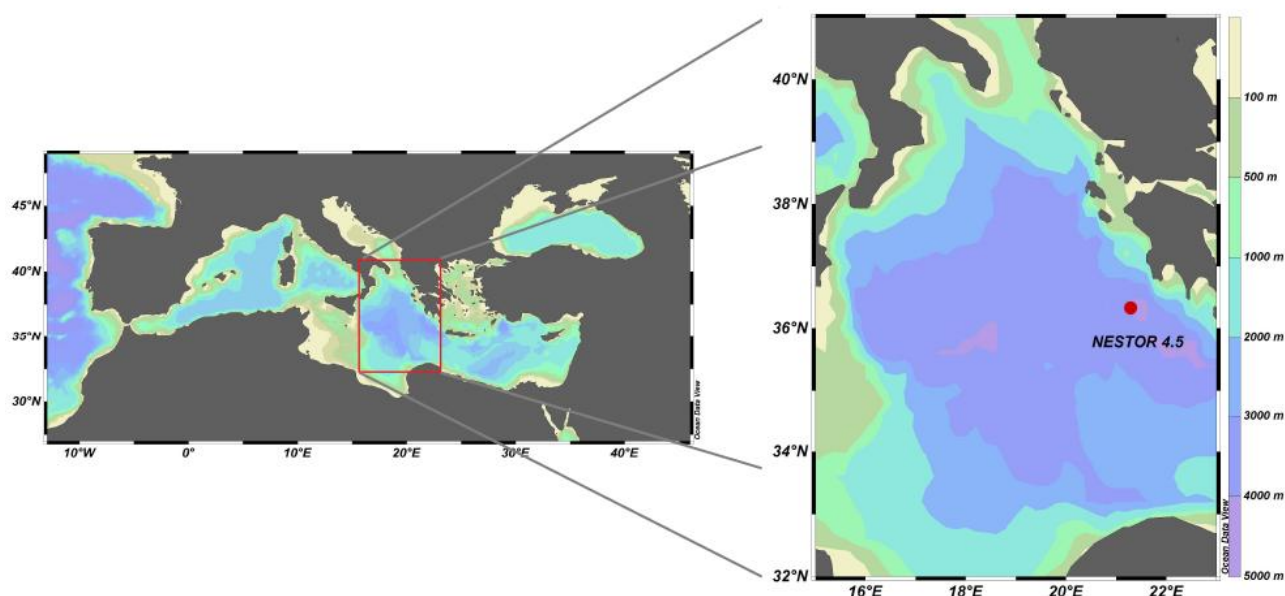 45°N
40°N
35°N
30°N
10°W 0° 10°E 20°E 30°E 40°E
Ocean Data View
40°N
38°N
36°N
34°N
32°N
16°E 18°E 20°E 22°E
NESTOR 4.5
Ocean Data View
100 m
500 m
1000 m
2000 m
3000 m
4000 m
5000 m